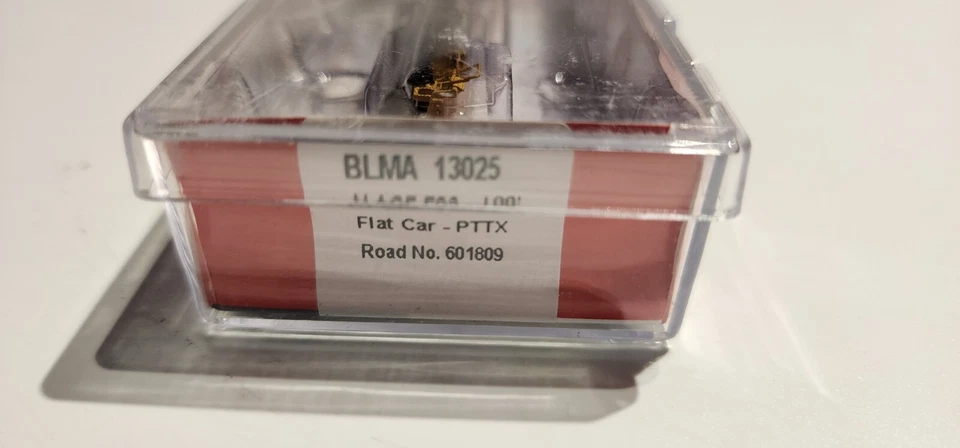 BLMA 13025
Flat Car - PTTX
Road No. 601809